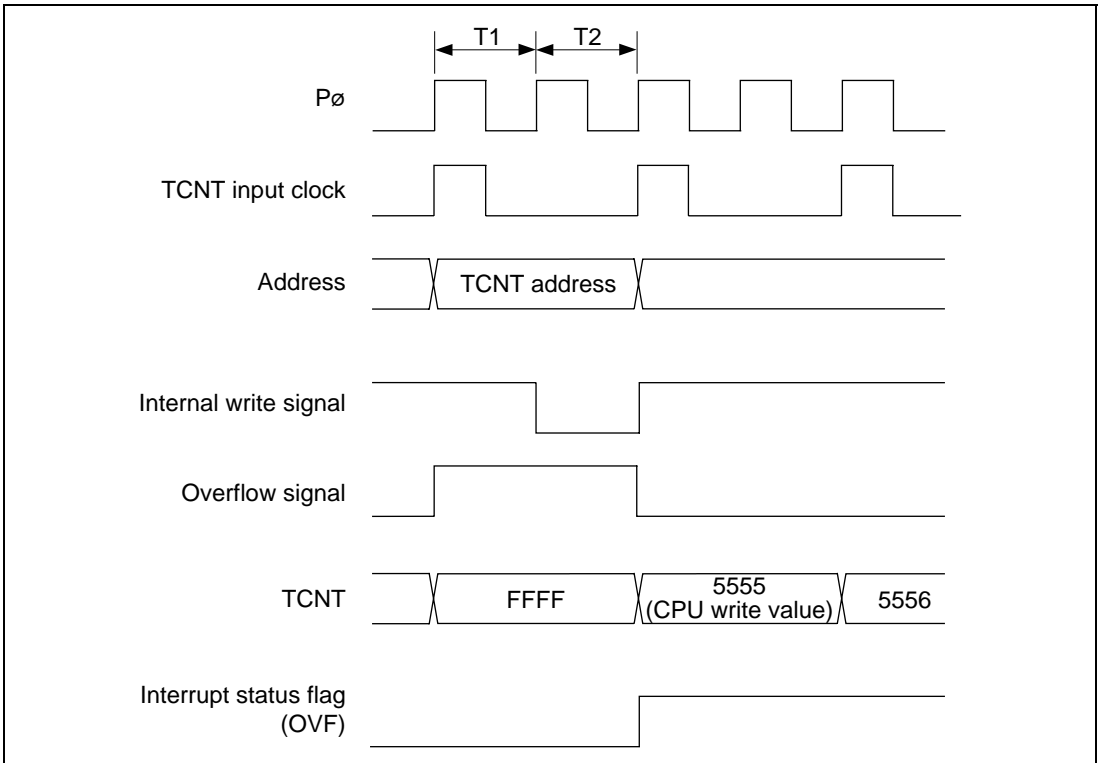 T1 T2
Pø
TCNT input clock
Address
TCNT address
Internal write signal
Overflow signal
TCNT
FFFF
5555
(CPU write value)
5556
Interrupt status flag
(OVF)